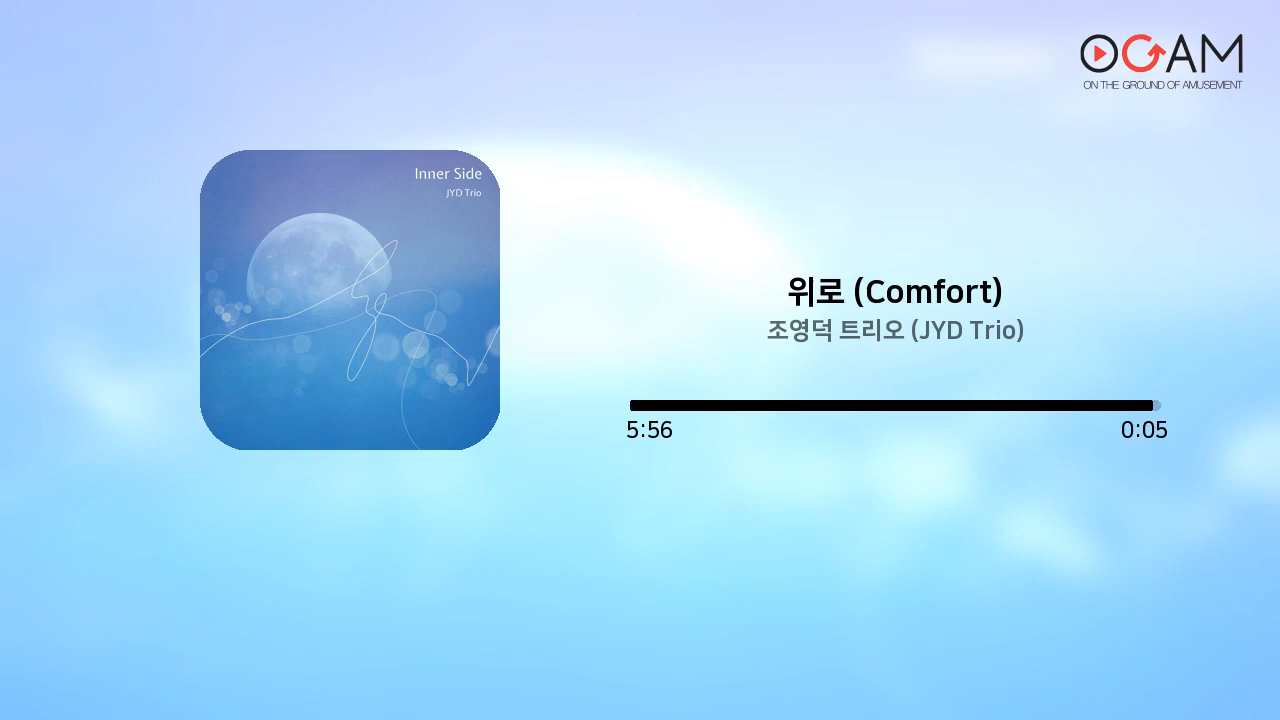 OGAM
ON THE GROUND OF AMUSEMENT
Inner Side
JYD Trio
위로 (Comfort)
조영덕 트리오 (JYD Trio)
5:56
0:05